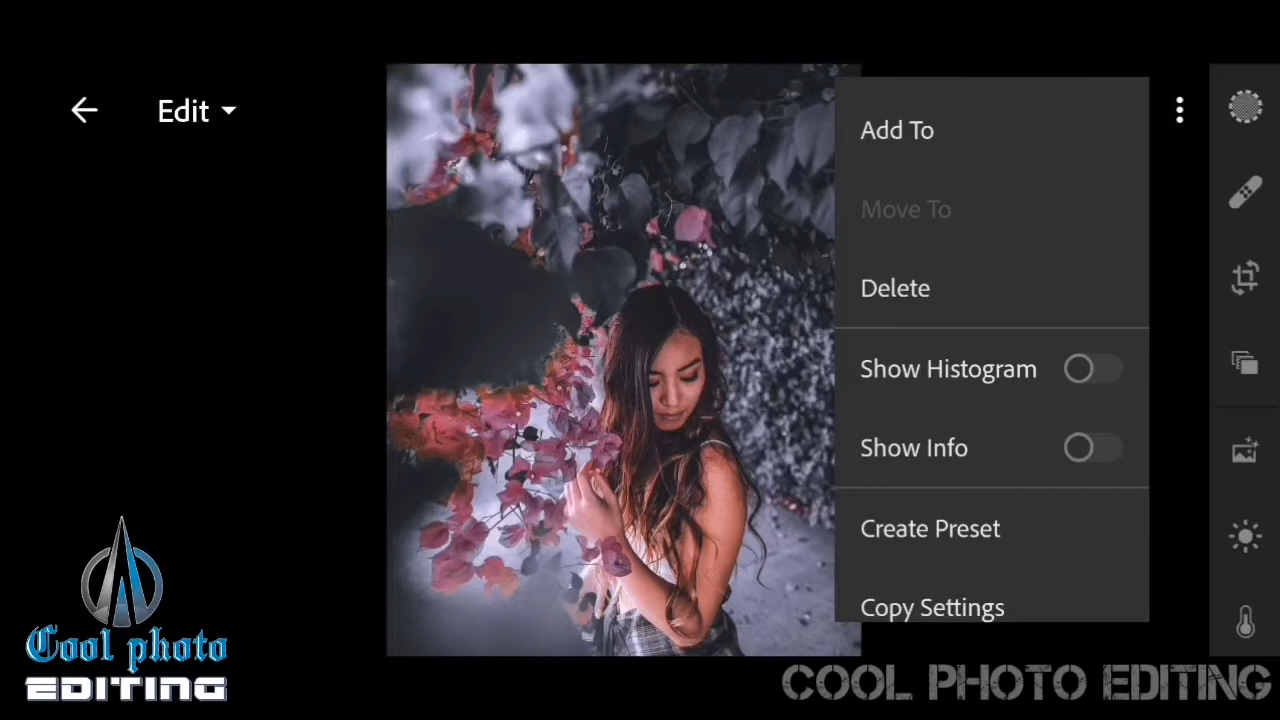 Edit
Add To
Move To
Delete
Show Histogram
Show Info
Create Preset
Copy Settings
Cool photo
EDITING
COOL PHOTO EDITING